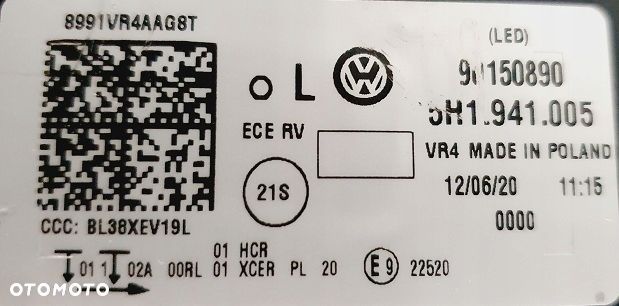 8991VR4AAG8T
(LED)
5H1.941.005
o L
ECE RV
VR4 MADE IN POLAND
21S
12/06/20 11:15
0000
CCC: BL38XEV19L
01 HCR
01 1 02A 00RL 01 XCER PL 20 E9 22520
OTOMOTO